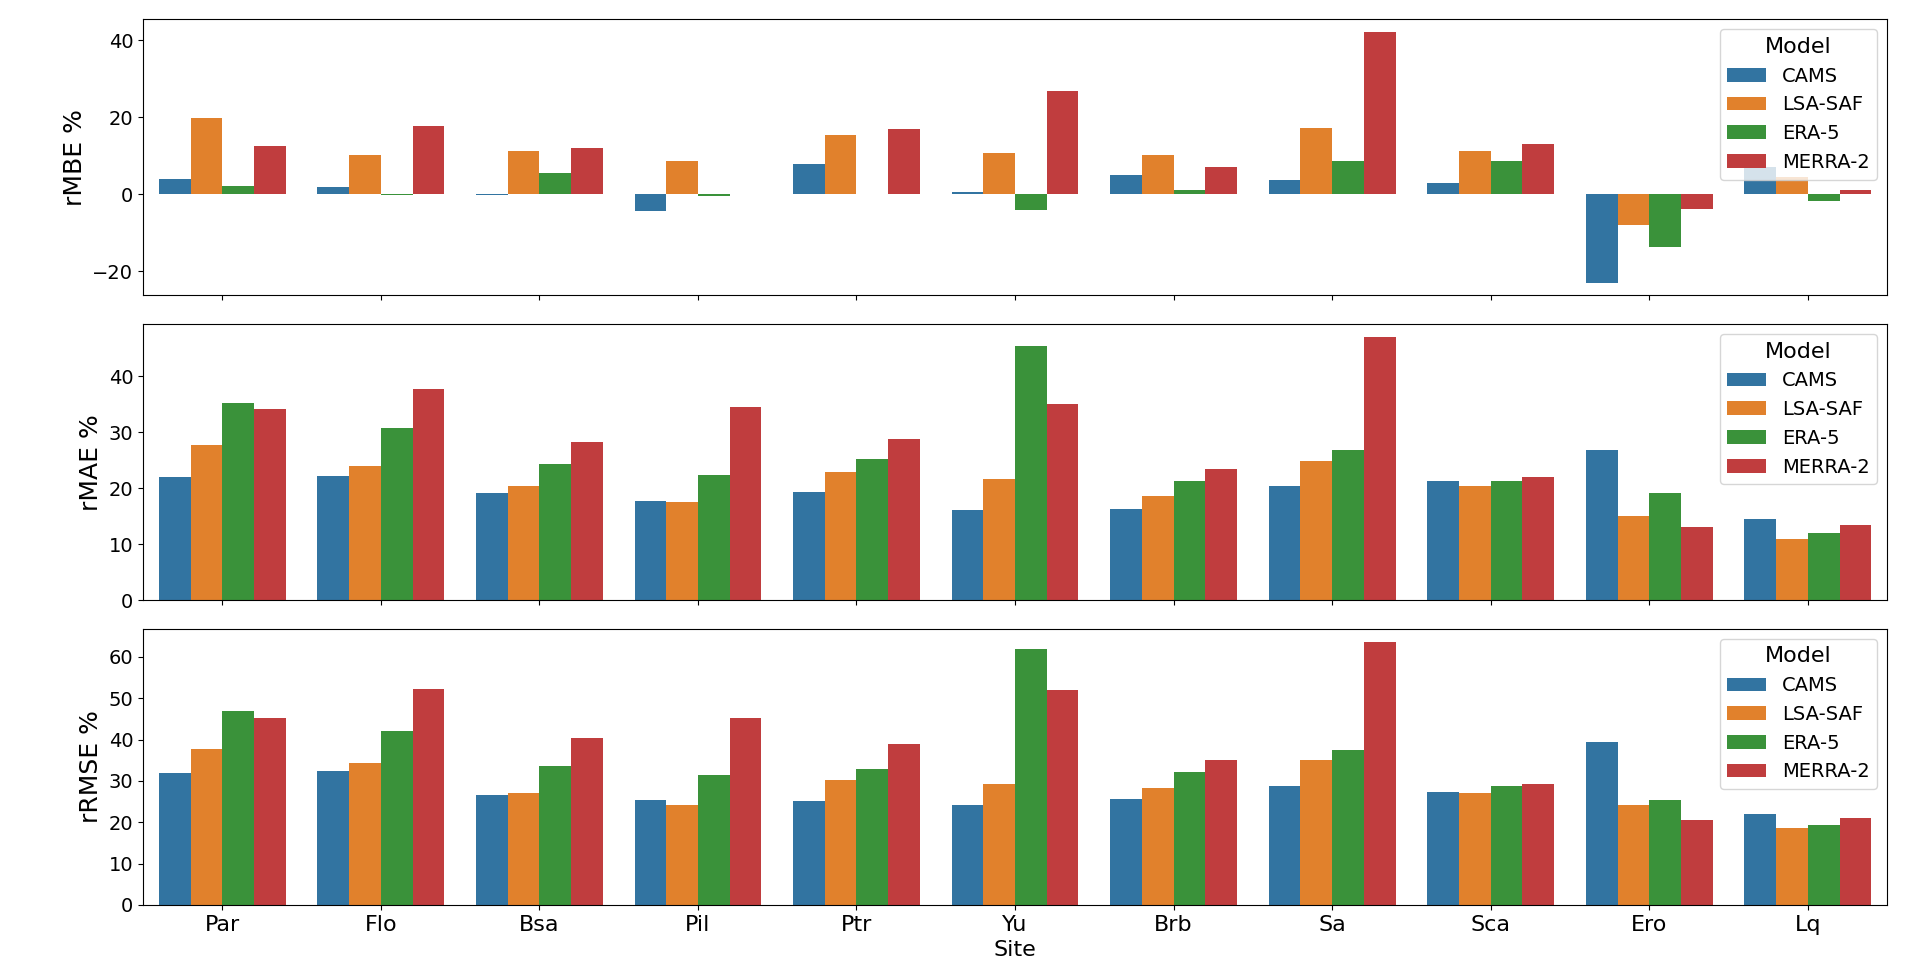 rMBE %
40
20
0
−20
Model
CAMS
LSA-SAF
ERA-5
MERRA-2
rMAE %
40
30
20
10
0
Model
CAMS
LSA-SAF
ERA-5
MERRA-2
rRMSE %
60
50
40
30
20
10
0
Model
CAMS
LSA-SAF
ERA-5
MERRA-2
Par Flo Bsa Pil Ptr Yu Brb Sa Sca Ero Lq
Site